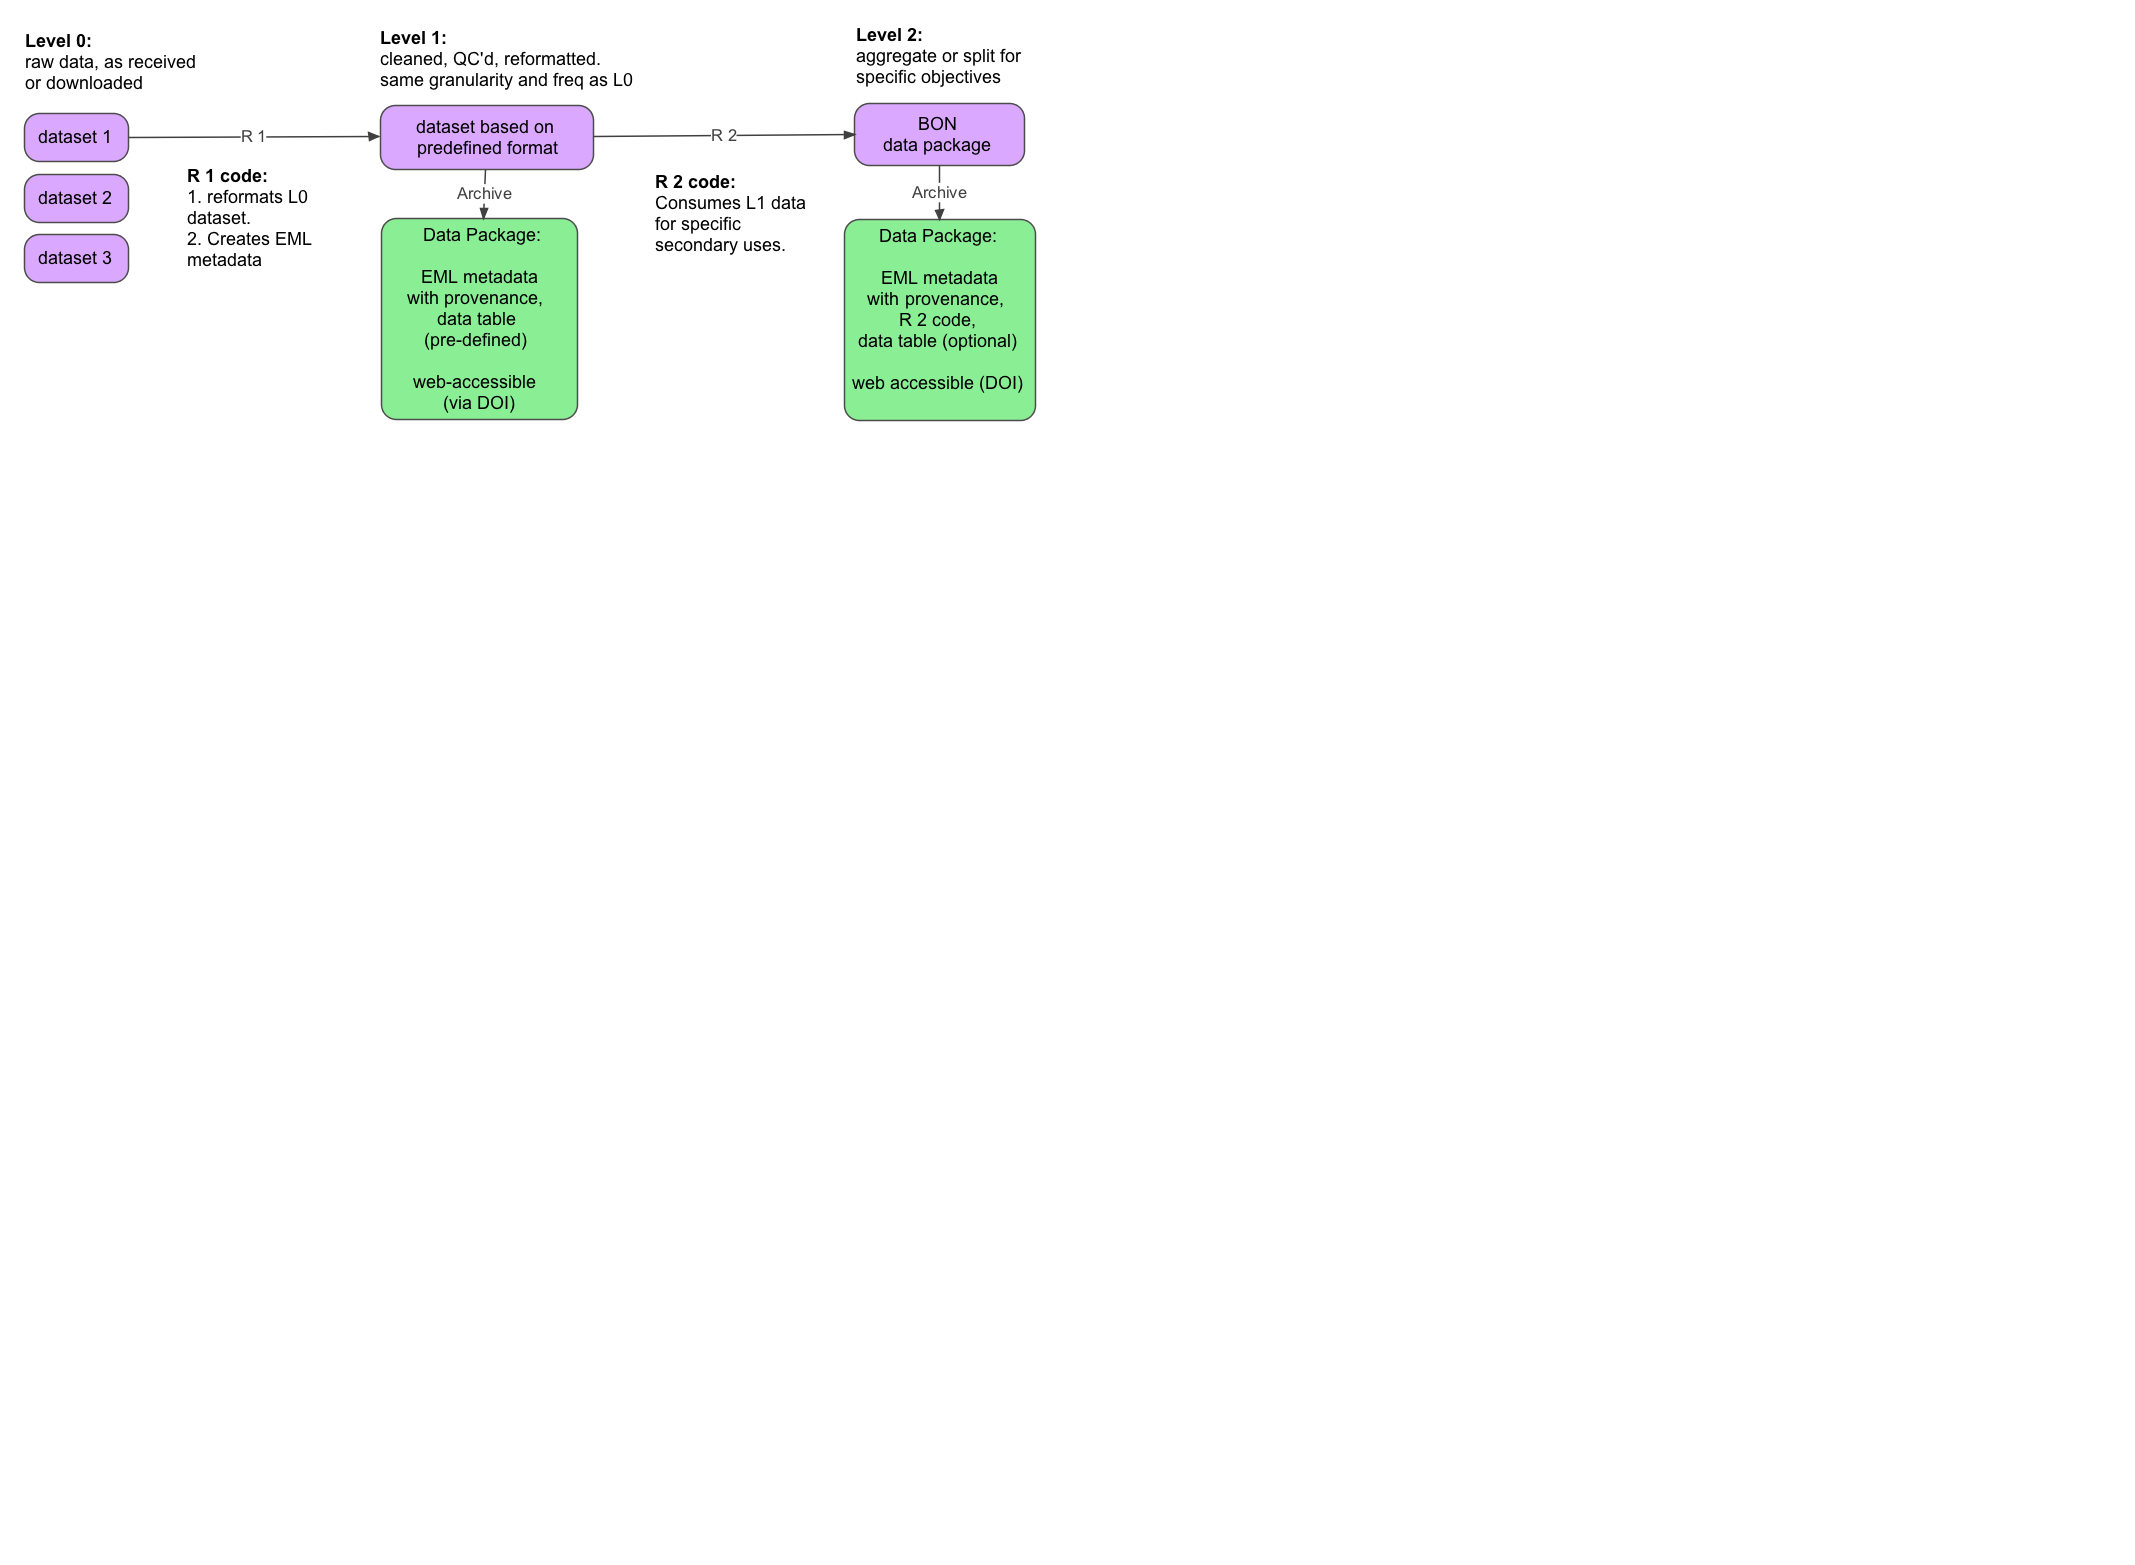 Level 0:
raw data, as received
or downloaded
dataset 1
dataset 2
dataset 3
R 1
R 1 code:
1. reformats L0
dataset.
2. Creates EML
metadata
Level 1:
cleaned, QC'd, reformatted.
same granularity and freq as L0
dataset based on
predefined format
Archive
Data Package:
EML metadata
with provenance,
data table
(pre-defined)
web-accessible
(via DOI)
R 2
R 2 code:
Consumes L1 data
for specific
secondary uses.
Level 2:
aggregate or split for
specific objectives
BON
data package
Archive
Data Package:
EML metadata
with provenance,
R 2 code,
data table (optional)
web accessible (DOI)